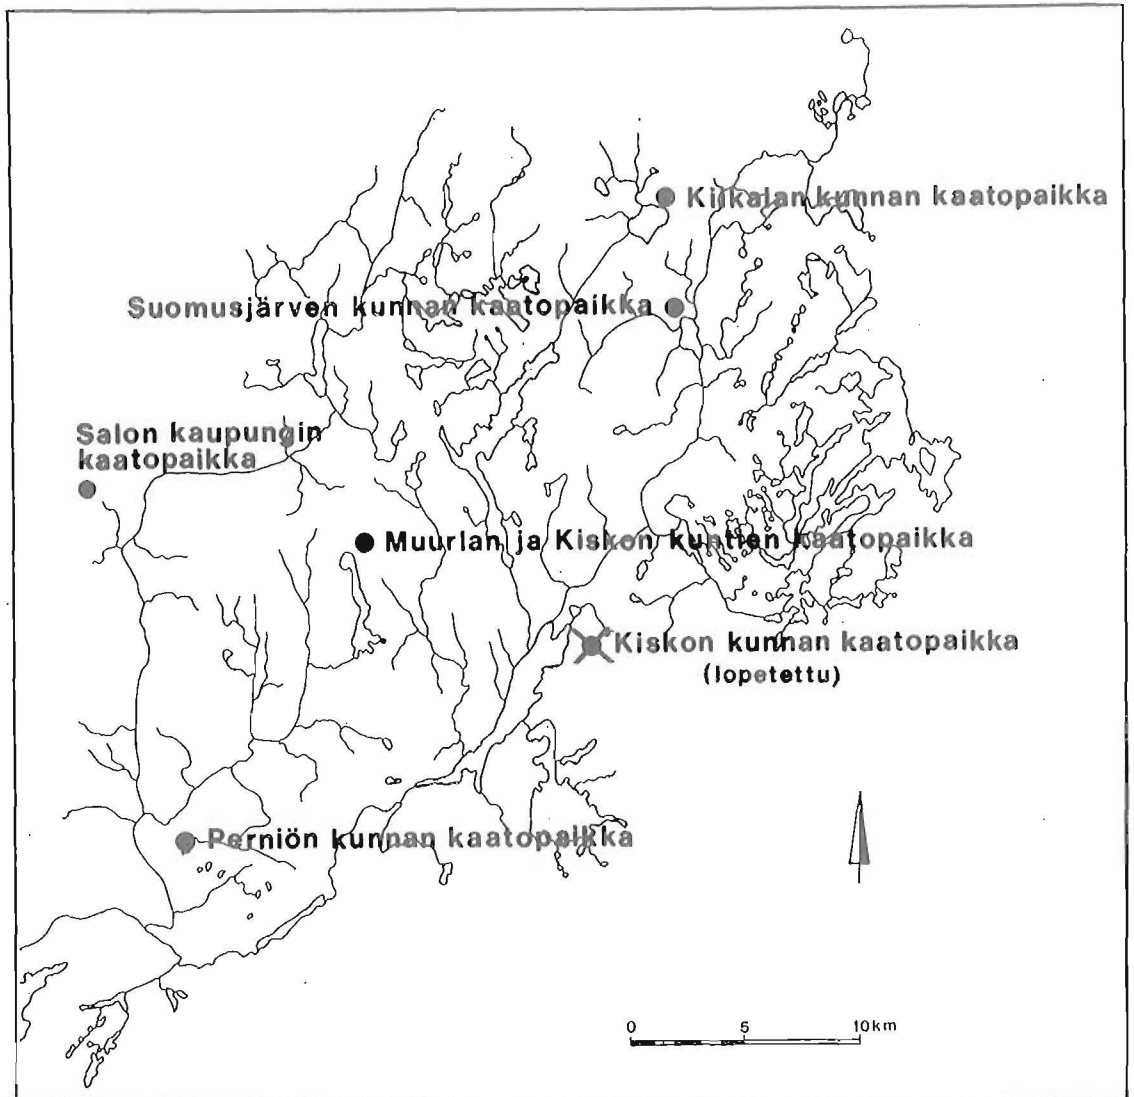 Kiikalan kunnan kaatopaikka
Suomusjärven kunnan kaatopaikka
Salon kaupungin
kaatopaikka
Muurlan ja Kiskon kuntien kaatopaikka
Kiskon kunnan kaatopaikka
(lopetettu)
Perniön kunnan kaatopaikka
0 5 10km